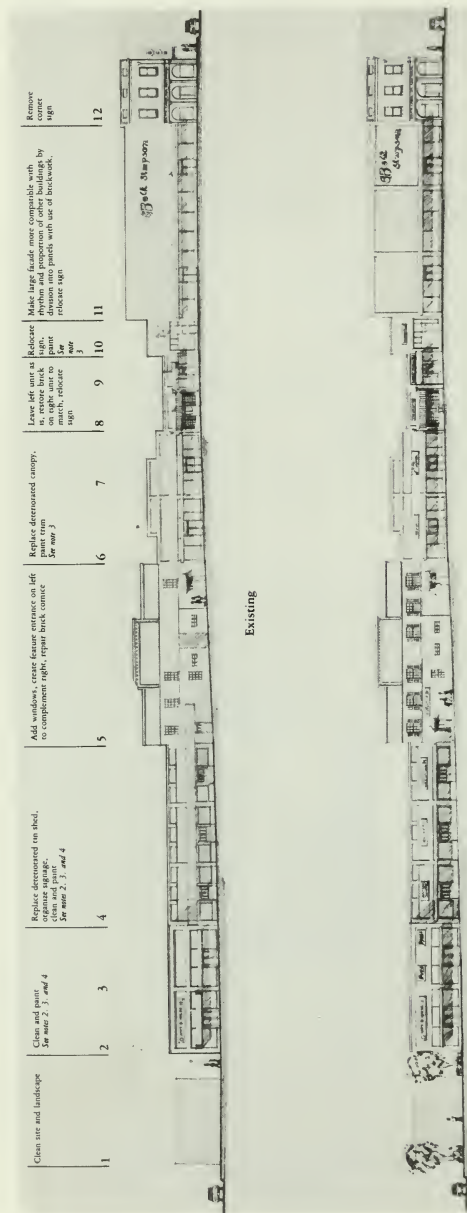 Clean site and landscape
1
Clean and paint
See notes 2. 3. and 4
2
3
Replace deteriorated tin shed,
organize signage,
clean and paint
See notes 2. 3. and 4
4
Add windows, create feature entrance on left
to complement right, repair brick cornice
5
Replace deteriorated canopy,
paint trim
See note 3
6
7
Leave left unit as
is, restore brick
on right unit to
match, relocate
sign
8
9
Relocate
sign,
paint
See
note
3
10
Make large facade more compatible with
rhythm and proportion of other buildings by
division into panels with use of brickwork,
relocate sign
11
Remove
corner
sign
12
Simpson
Existing
Simpson